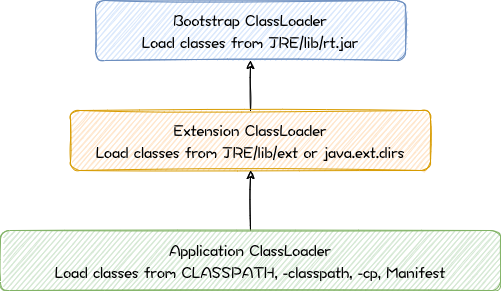 Bootstrap ClassLoader
Load classes from JRE/lib/rt.jar
Extension ClassLoader
Load classes from JRE/lib/ext or java.ext.dirs
Application ClassLoader
Load classes from CLASSPATH, -classpath, -cp, Manifest